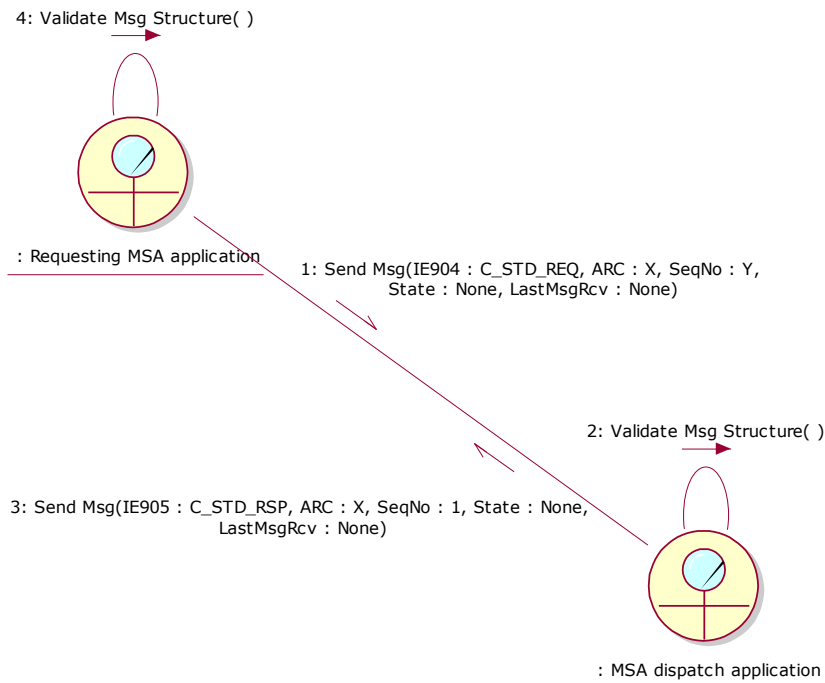 4: Validate Msg Structure( )
: Requesting MSA application
1: Send Msg(IE904 : C_STD_REQ, ARC : X, SeqNo : Y,
State : None, LastMsgRcv : None)
2: Validate Msg Structure( )
3: Send Msg(IE905 : C_STD_RSP, ARC : X, SeqNo : 1, State : None,
LastMsgRcv : None)
: MSA dispatch application